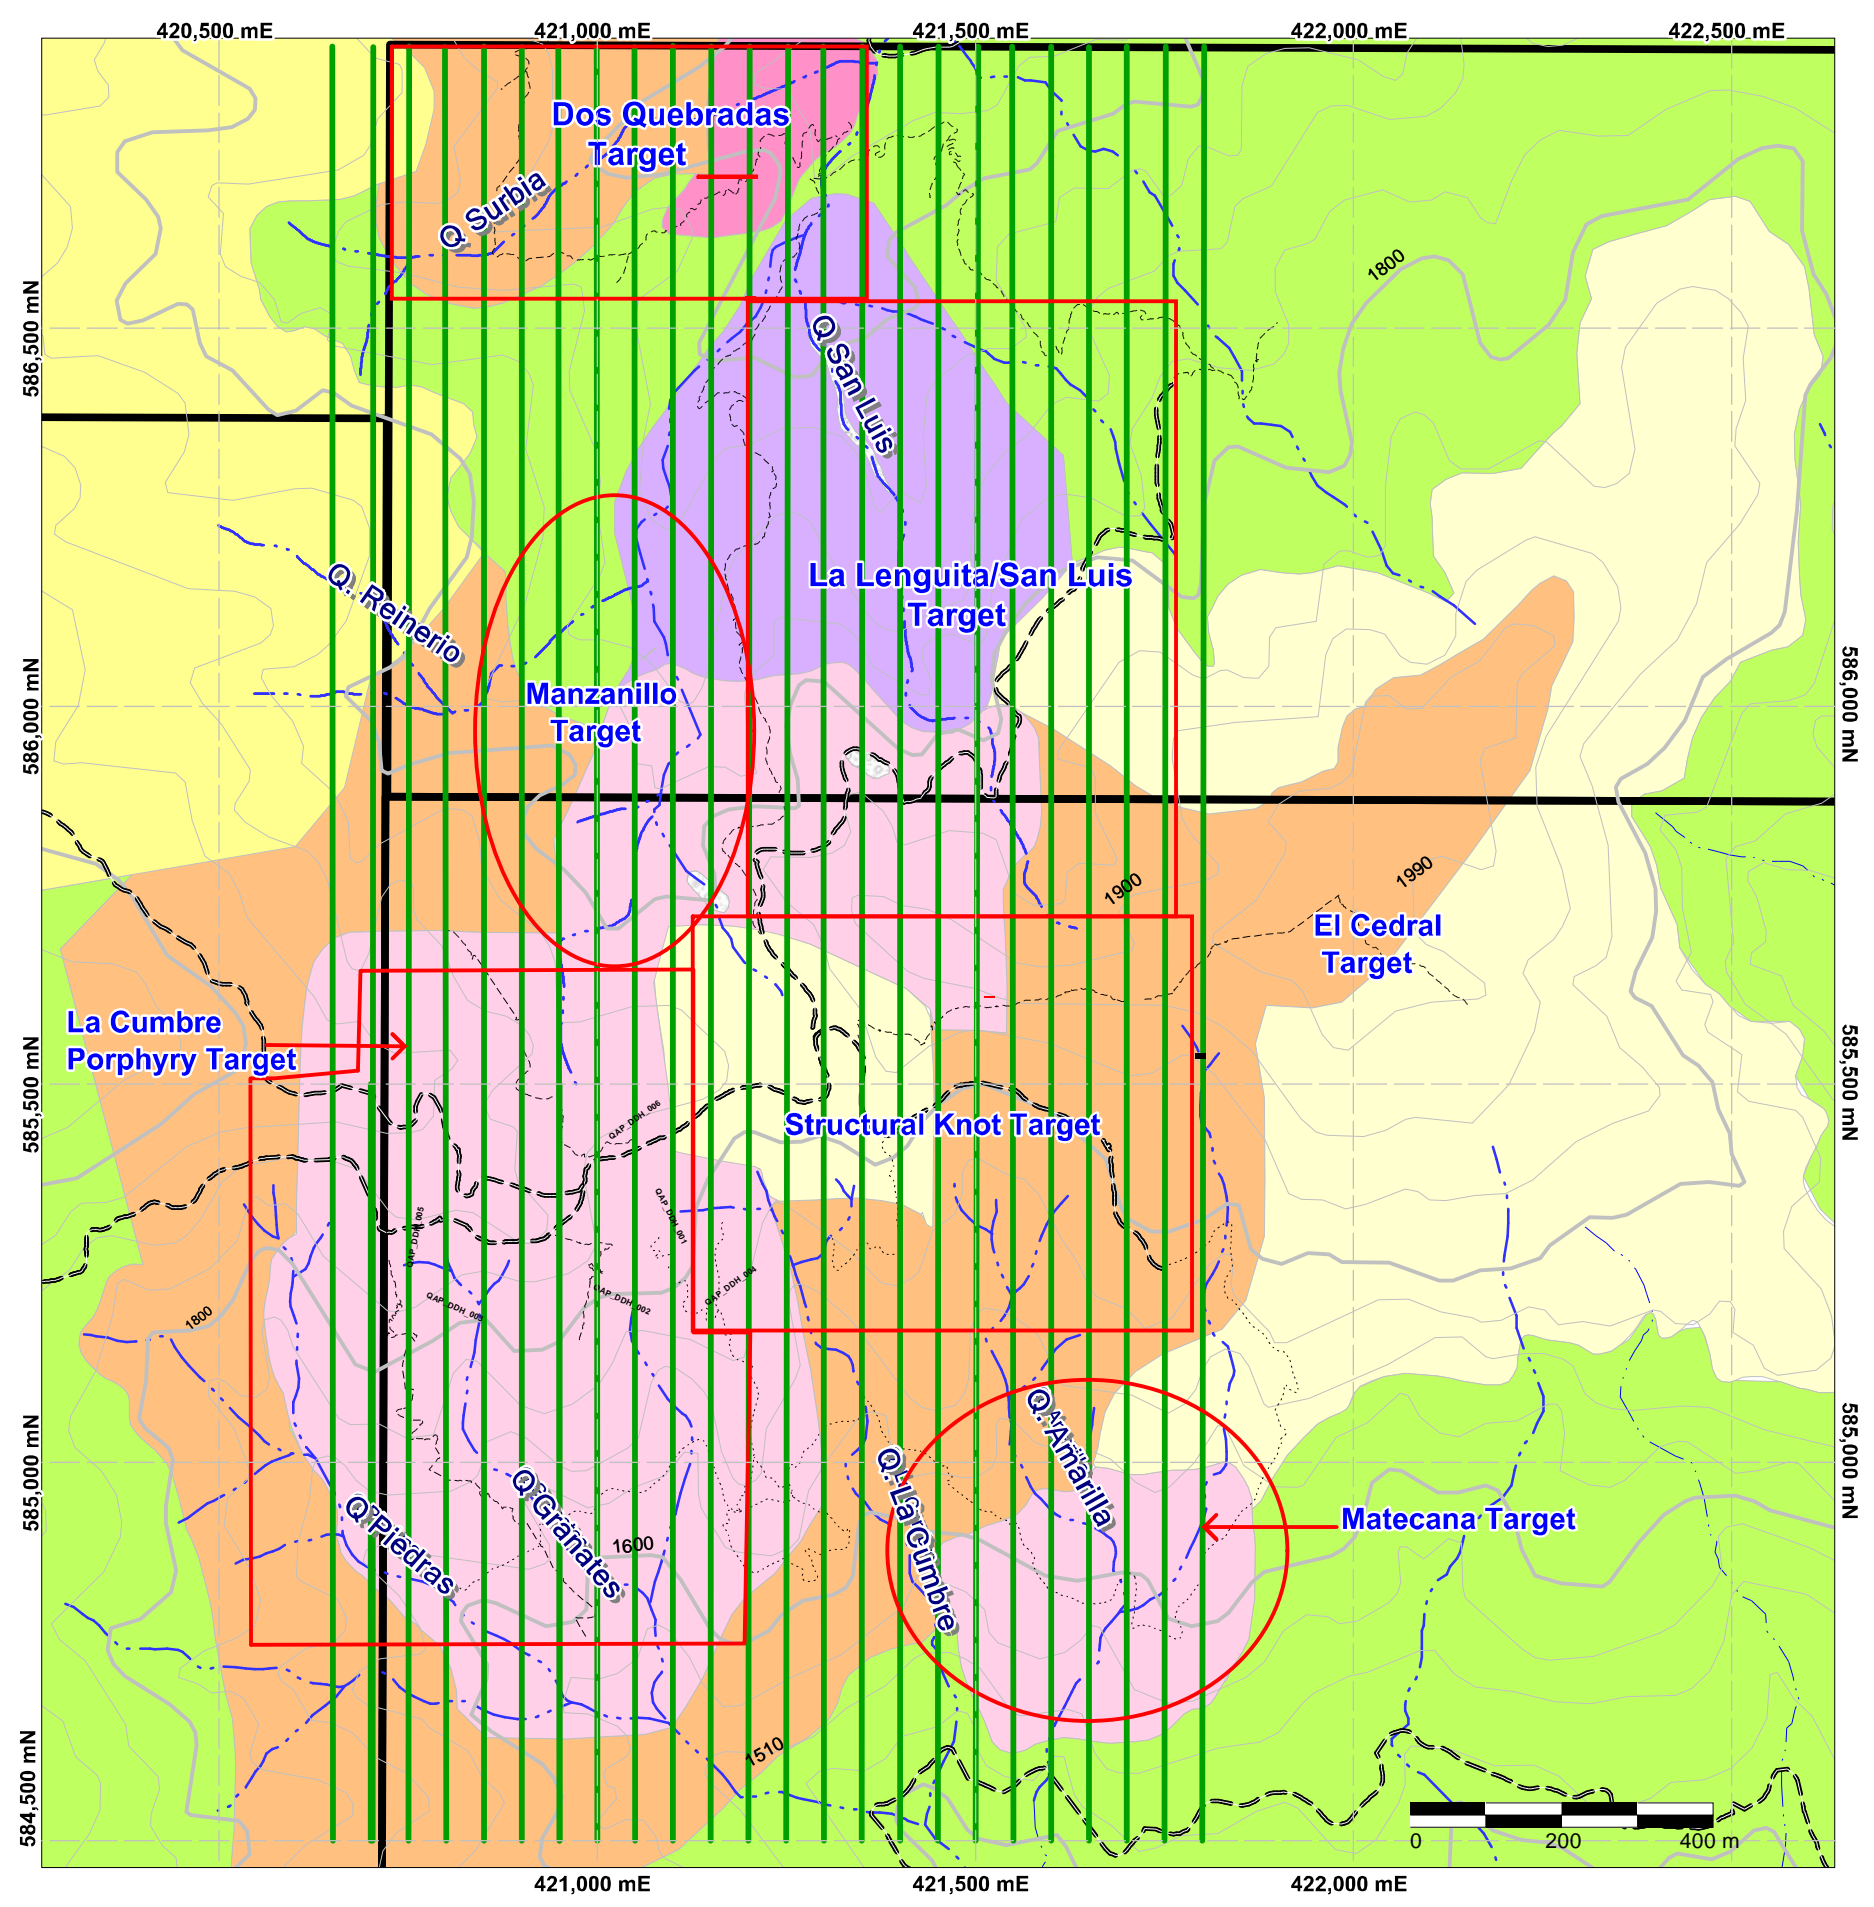 420,500 mE
421,000 mE
421,500 mE
422,000 mE
422,500 mE
Dos Quebradas
Target
Q. Surbia
1800
586,500 mN
Q San Luis
La Lenguita/San Luis
Target
Q.. Reinerio
Manzanillo
Target
586,000 mN
586,000 mN
1900
1990
El Cedral
Target
La Cumbre
Porphyry Target
585,500 mN
585,500 mN
QAP_DDH_006
Structural Knot Target
QAP_DDH_001
QAP_DDH_005
QAP_DDH_004
QAP_DDH_003
QAP_DDH_002
1800
Q. Amarilla
585,000 mN
585,000 mN
Q. La Cumbre
Q Piedras
Q Granates
Matecana Target
1600
1510
584,500 mN
0
200
400 m
421,000 mE
421,500 mE
422,000 mE